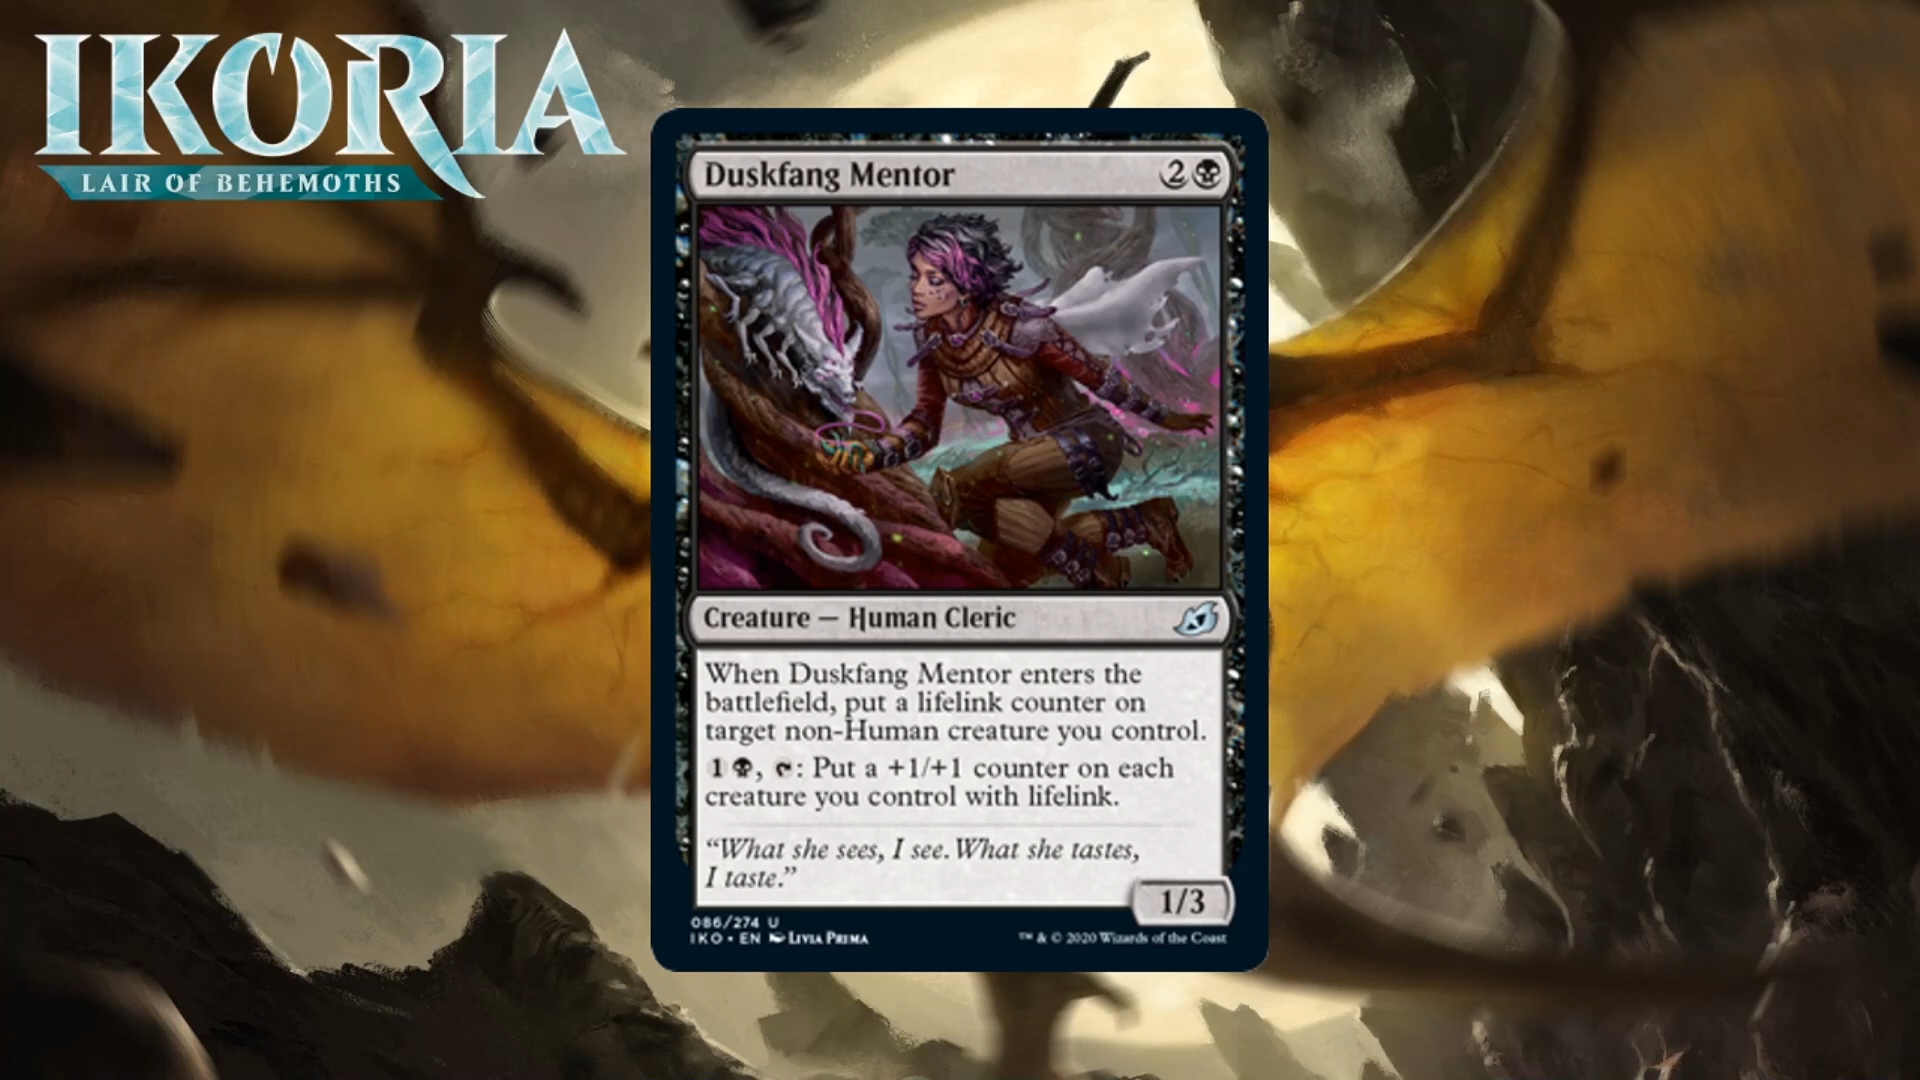 IKORIA
LAIR OF BEHEMOTHS
Duskfang Mentor 2
Creature — Human Cleric
When Duskfang Mentor enters the
battlefield, put a lifelink counter on
target non-Human creature you control.
1 , : Put a +1/+1 counter on each
creature you control with lifelink.
“What she sees, I see. What she tastes,
I taste.”
1/3
086/274 U
IKO • EN LIVIA PRIMA
™ & © 2020 Wizards of the Coast